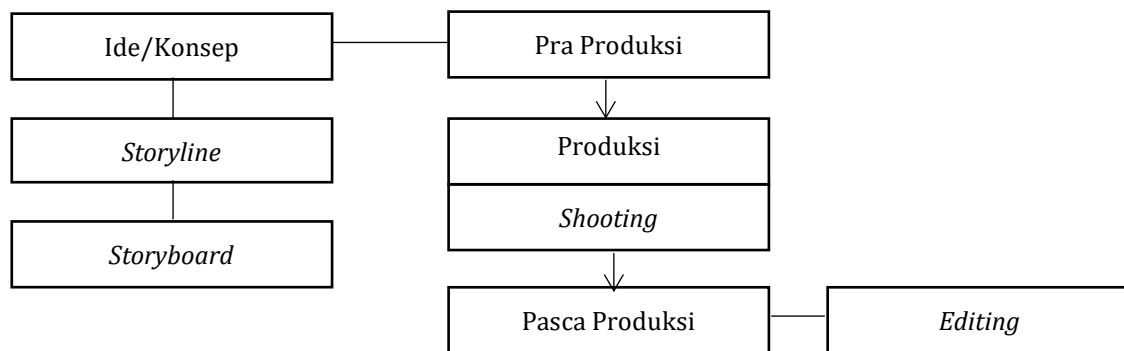 Ide/Konsep
Pra Produksi
Storyline
Produksi
Storyboard
Shooting
Pasca Produksi
Editing